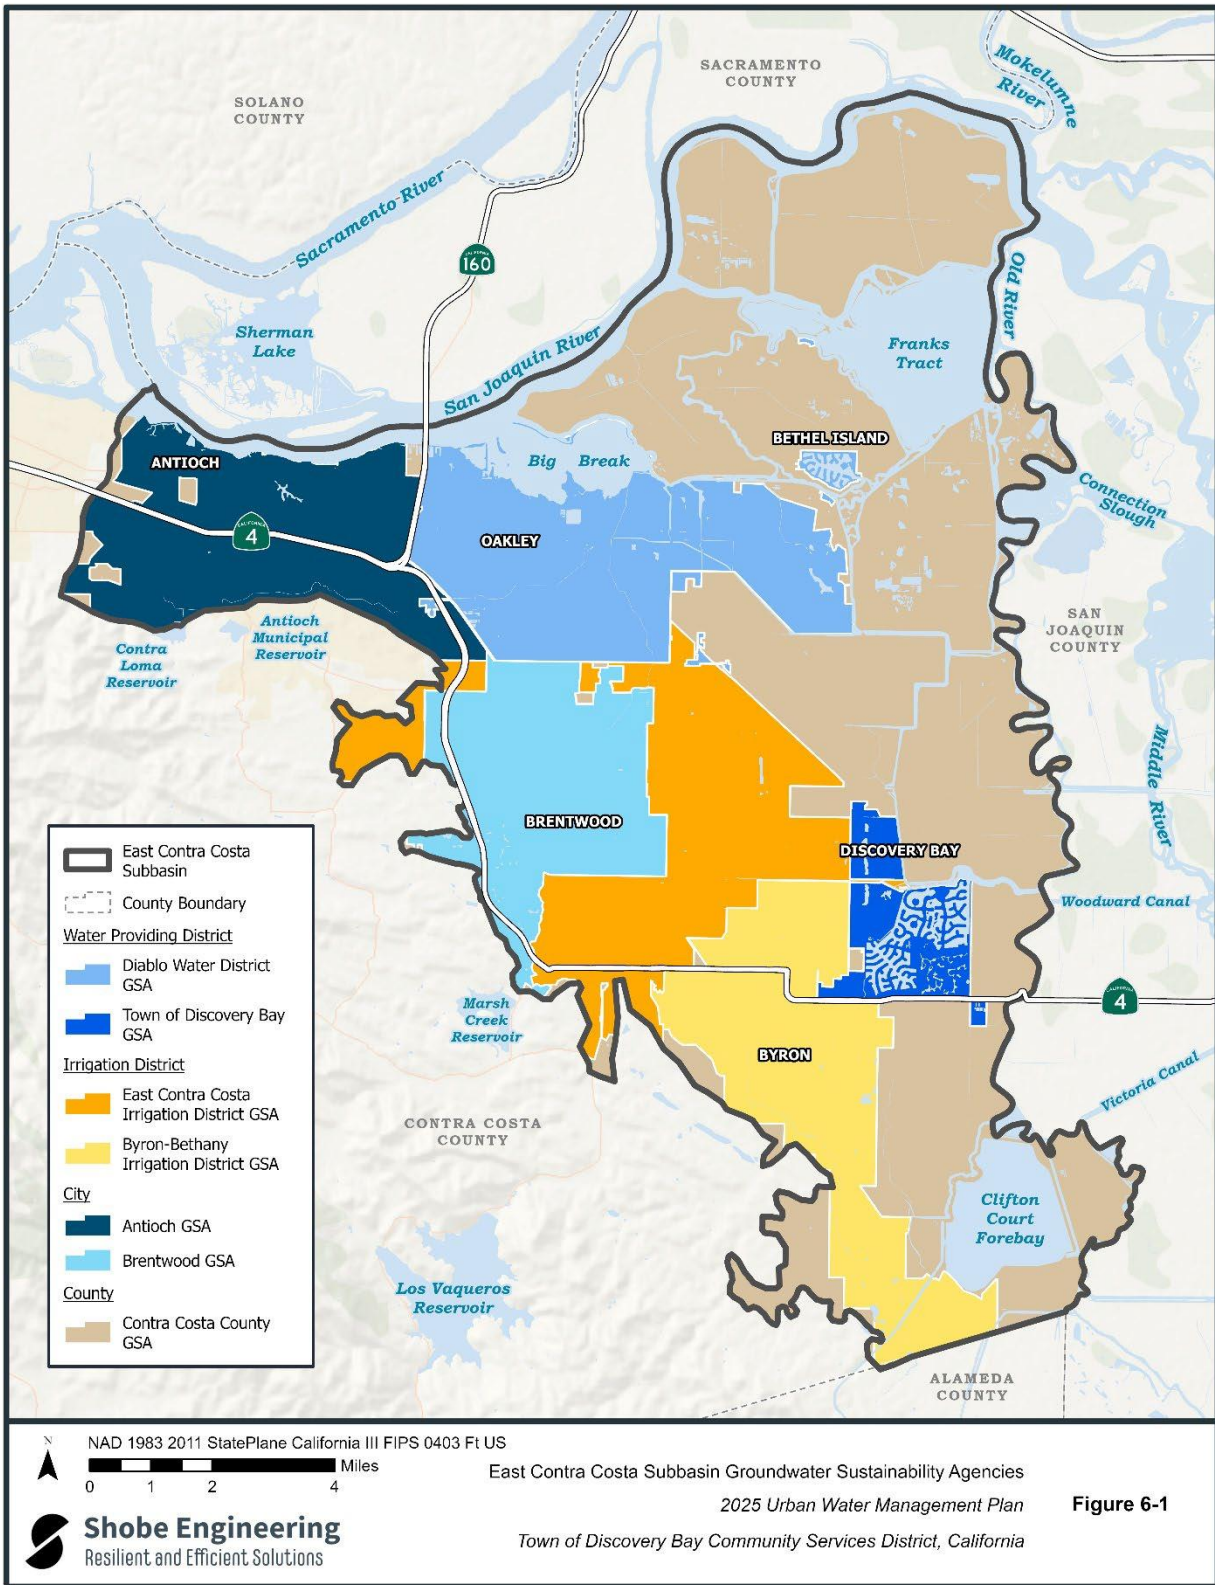 SOLANO
COUNTY
SACRAMENTO
COUNTY
Mokelumne
River
Sacramento River
CALIFORNIA
160
Sherman
Lake
San Joaquin River
Old River
Franks
Tract
ANTIOCH
Big Break
BETHEL ISLAND
Connection
Slough
CALIFORNIA
4
OAKLEY
Contra
Loma
Reservoir
Antioch
Municipal
Reservoir
SAN
JOAQUIN
COUNTY
Middle River
BRENTWOOD
DISCOVERY BAY
Woodward Canal
Marsh
Creek
Reservoir
CALIFORNIA
4
BYRON
Victoria Canal
CONTRA COSTA
COUNTY
Clifton
Court
Forebay
Los Vaqueros
Reservoir
ALAMEDA
COUNTY
East Contra Costa
Subbasin
County Boundary
Water Providing District
Diablo Water District
GSA
Town of Discovery Bay
GSA
Irrigation District
East Contra Costa
Irrigation District GSA
Byron-Bethany
Irrigation District GSA
City
Antioch GSA
Brentwood GSA
County
Contra Costa County
GSA
N
NAD 1983 2011 StatePlane California III FIPS 0403 Ft US
Miles
0 1 2 4
Shobe Engineering
Resilient and Efficient Solutions
East Contra Costa Subbasin Groundwater Sustainability Agencies
2025 Urban Water Management Plan
Town of Discovery Bay Community Services District, California
Figure 6-1